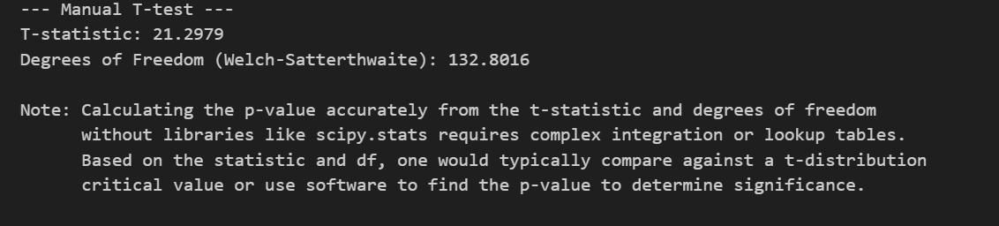 --- Manual T-test ---
T-statistic: 21.2979
Degrees of Freedom (Welch-Satterthwaite): 132.8016
Note: Calculating the p-value accurately from the t-statistic and degrees of freedom
without libraries like scipy.stats requires complex integration or lookup tables.
Based on the statistic and df, one would typically compare against a t-distribution
critical value or use software to find the p-value to determine significance.